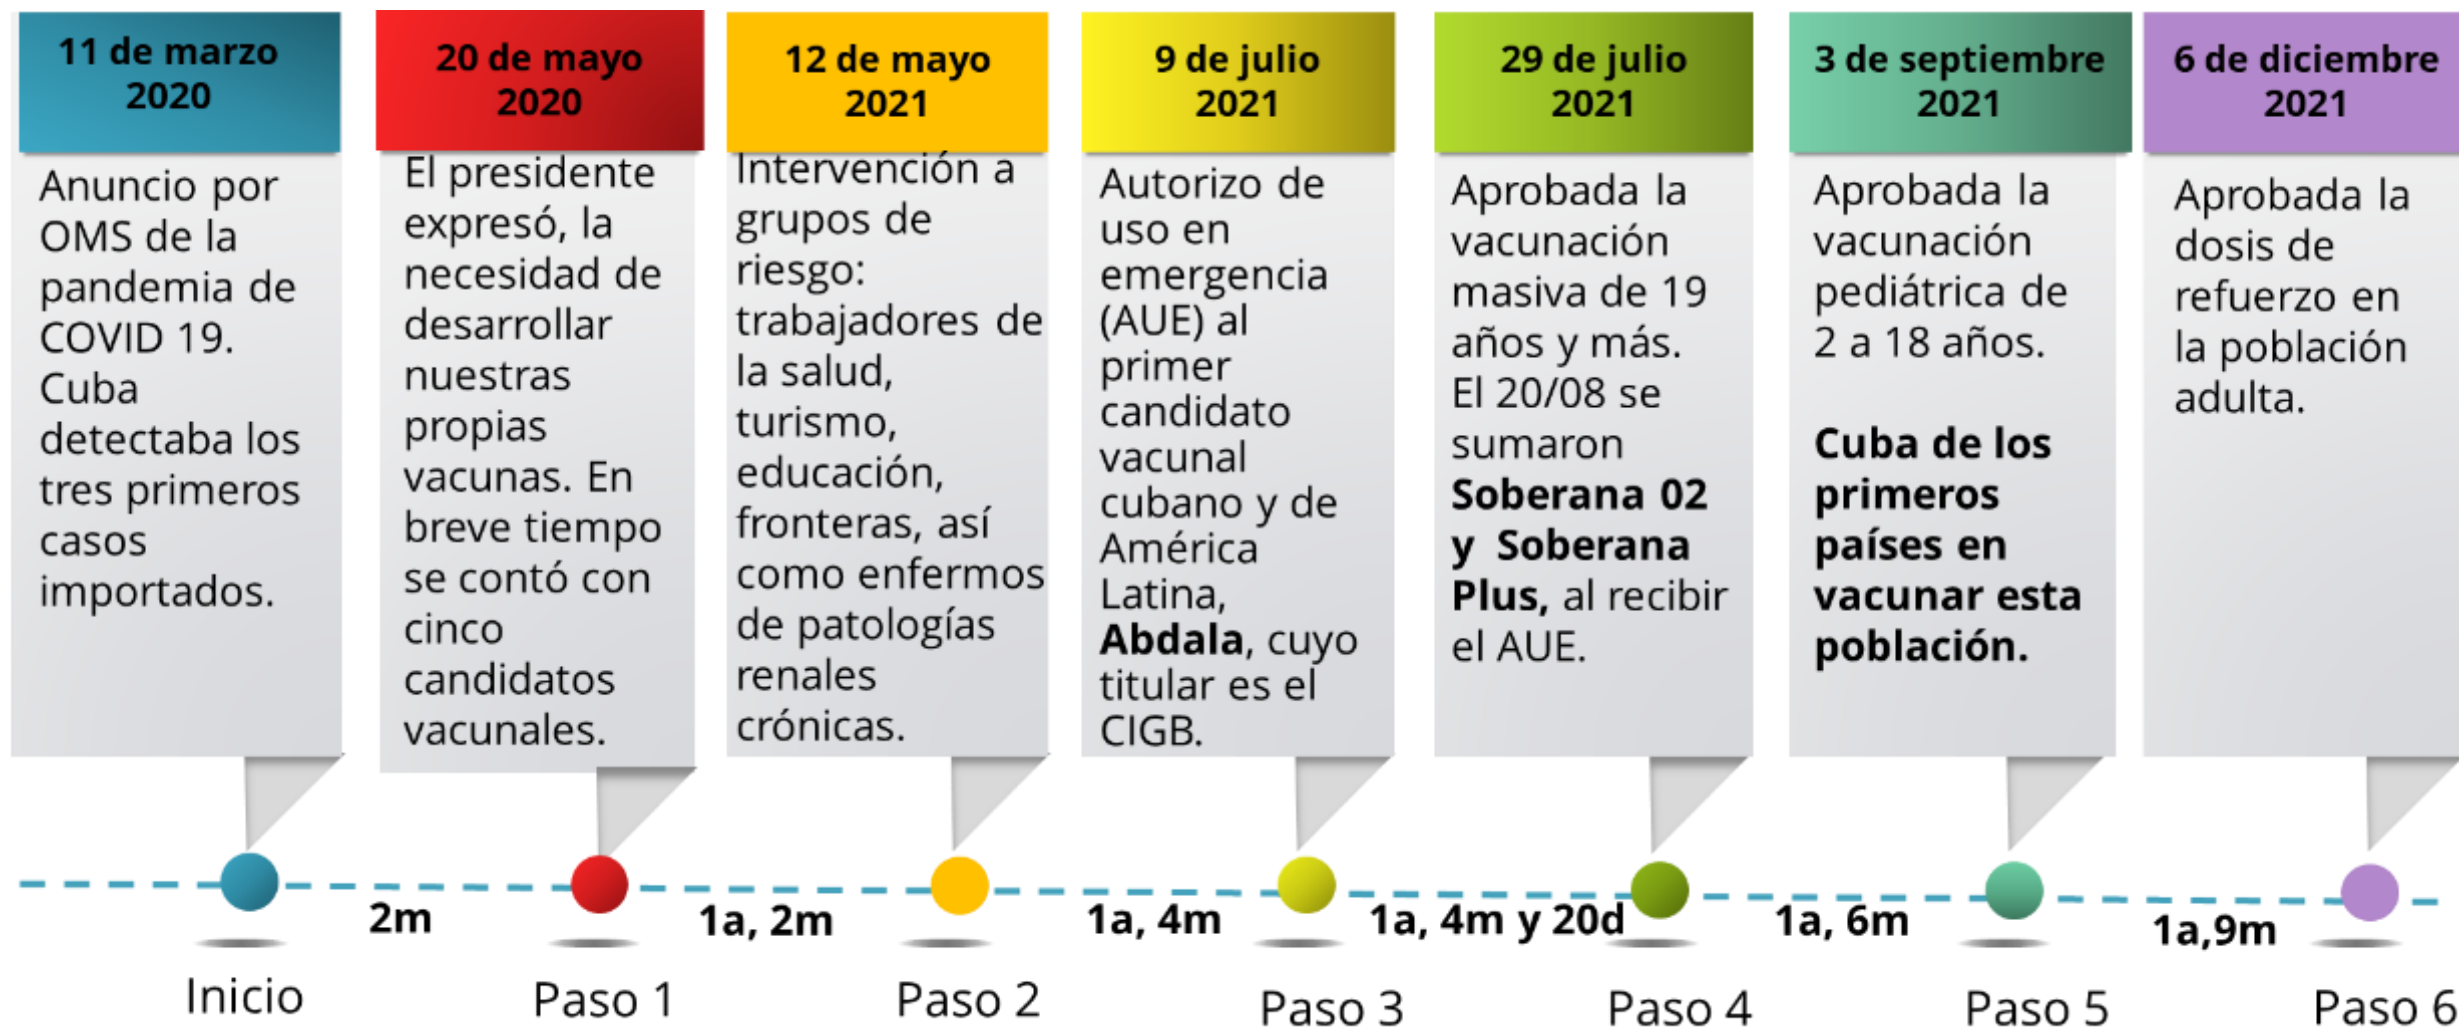 11 de marzo
2020
Anuncio por
OMS de la
pandemia de
COVID 19.
Cuba
detectaba los
tres primeros
casos
importados.
20 de mayo
2020
El presidente
expresó, la
necesidad de
desarrollar
nuestras
propias
vacunas. En
breve tiempo
se contó con
cinco
candidatos
vacunales.
12 de mayo
2021
Intervención a
grupos de
riesgo:
trabajadores de
la salud,
turismo,
educación,
fronteras, así
como enfermos
de patologías
renales
crónicas.
9 de julio
2021
Autorizo de
uso en
emergencia
(AUE) al
primer
candidato
vacunal
cubano y de
América
Latina,
Abdala, cuyo
titular es el
CIGB.
29 de julio
2021
Aprobada la
vacunación
masiva de 19
años y más.
El 20/08 se
sumaron
Soberana 02
y Soberana
Plus, al recibir
el AUE.
3 de septiembre
2021
Aprobada la
vacunación
pediátrica de
2 a 18 años.
Cuba de los
primeros
países en
vacunar esta
población.
6 de diciembre
2021
Aprobada la
dosis de
refuerzo en
la población
adulta.
2m
1a, 2m
1a, 4m
1a, 4m y 20d
1a, 6m
1a,9m
Inicio
Paso 1
Paso 2
Paso 3
Paso 4
Paso 5
Paso 6